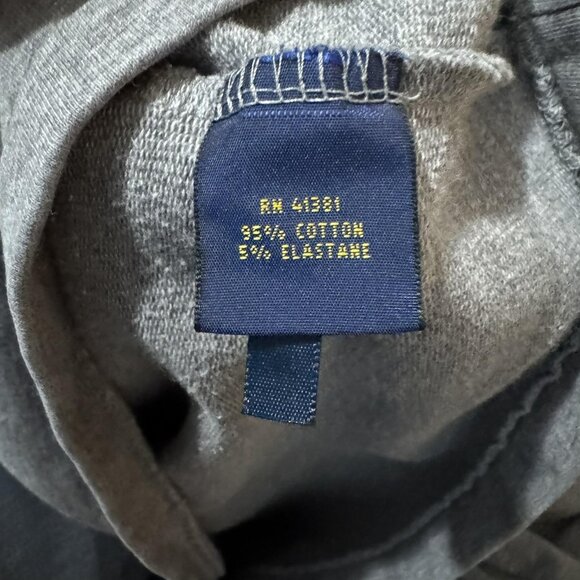 RN 41381
95% COTTON
5% ELASTANE